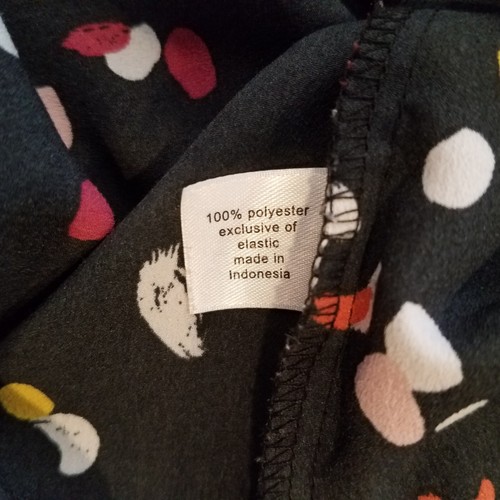 100% polyester
exclusive of
elastic
made in
Indonesia